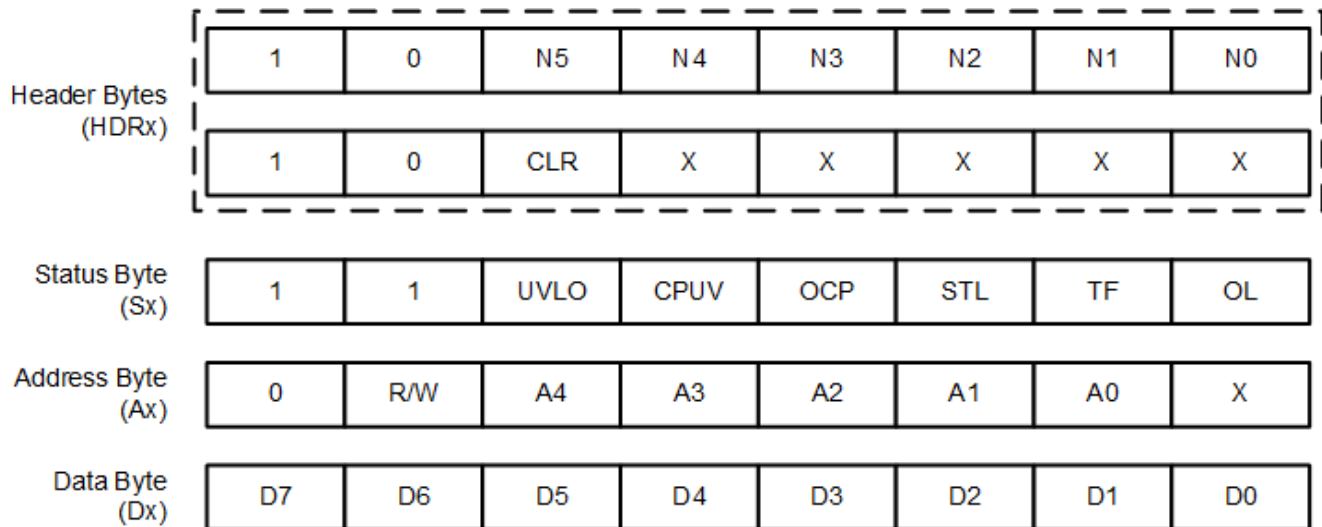 1 0 N5 N4 N3 N2 N1 N0
Header Bytes
(HDRx)
1 0 CLR X X X X X
Status Byte
(Sx)
1 1 UVLO CPUV OCP STL TF OL
Address Byte
(Ax)
0 R/W A4 A3 A2 A1 A0 X
Data Byte
(Dx)
D7 D6 D5 D4 D3 D2 D1 D0